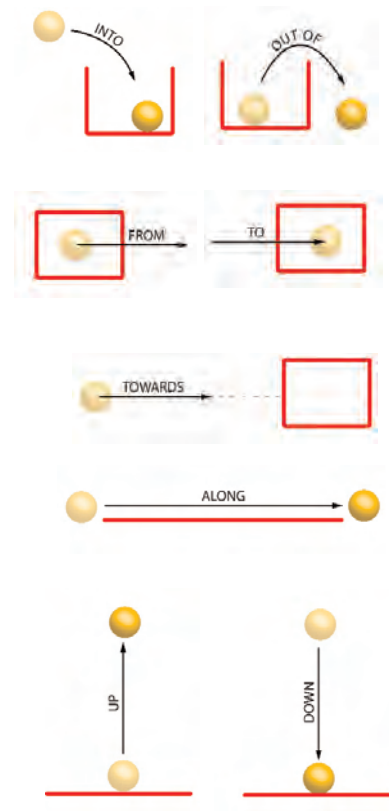 INTO
OUT OF
FROM
TO
TOWARDS
ALONG
UP
DOWN